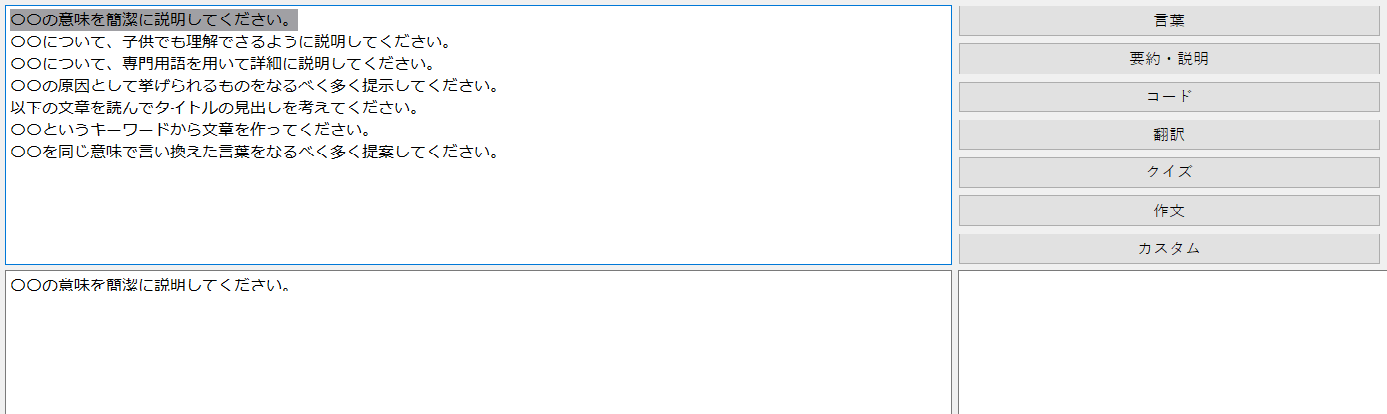 〇〇の意味を簡潔に説明してください。
〇〇について、子供でも理解できるように説明してください。
〇〇について、専門用語を用いて詳細に説明してください。
〇〇の原因として挙げられるものをなるべく多く提示してください。
以下の文章を読んでタイトルの見出しを考えてください。
〇〇というキーワードから文章を作ってください。
〇〇を同じ意味で言い換えた言葉をなるべく多く提案してください。
言葉
要約・説明
コード
翻訳
クイズ
作文
カスタム
〇〇の意味を簡潔に説明してください。